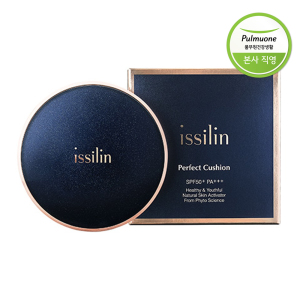 Pulmuone
풀무원건강생활
본사 직영
issilin
issilin
Perfect Cushion
SPF50+ PA+++
Healthy & Youthful
Natural Skin Activator
From Phyto Science